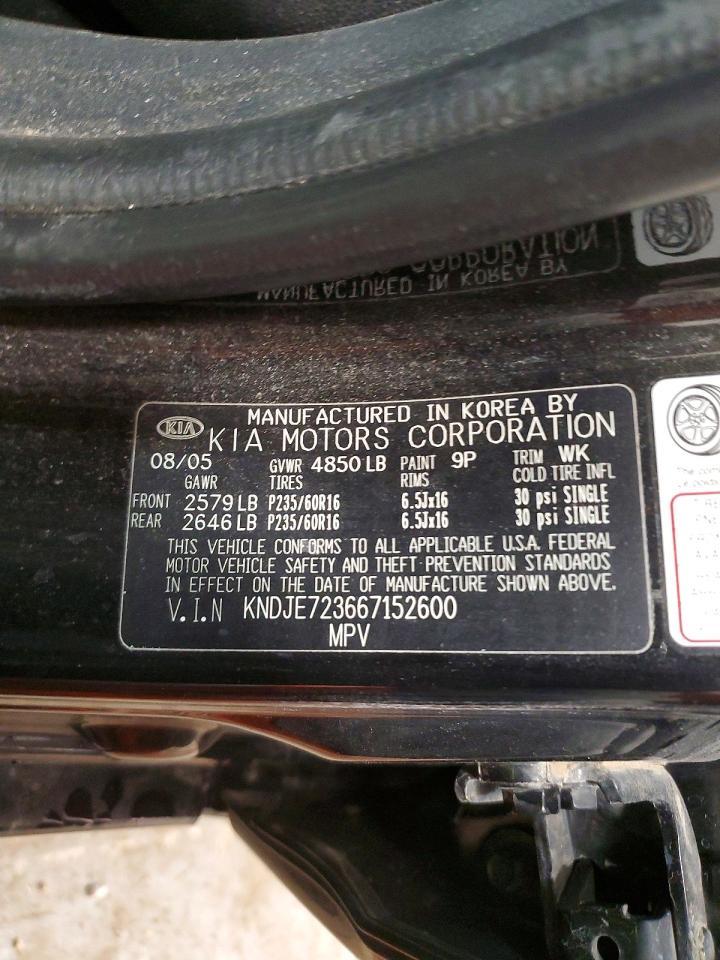 MANUFACTURED IN KOREA BY
KIA KIA MOTORS CORPORATION
08/05 GVWR 4850 LB PAINT 9P TRIM WK
GAWR TIRES RIMS COLD TIRE INFL
FRONT 2579 LB P235/60R16 6.5Jx16 30 psi SINGLE
REAR 2646 LB P235/60R16 6.5Jx16 30 psi SINGLE
THIS VEHICLE CONFORMS TO ALL APPLICABLE U.S.A. FEDERAL
MOTOR VEHICLE SAFETY AND THEFT PREVENTION STANDARDS
IN EFFECT ON THE DATE OF MANUFACTURE SHOWN ABOVE.
V.I.N KNDJE723667152600
MPV